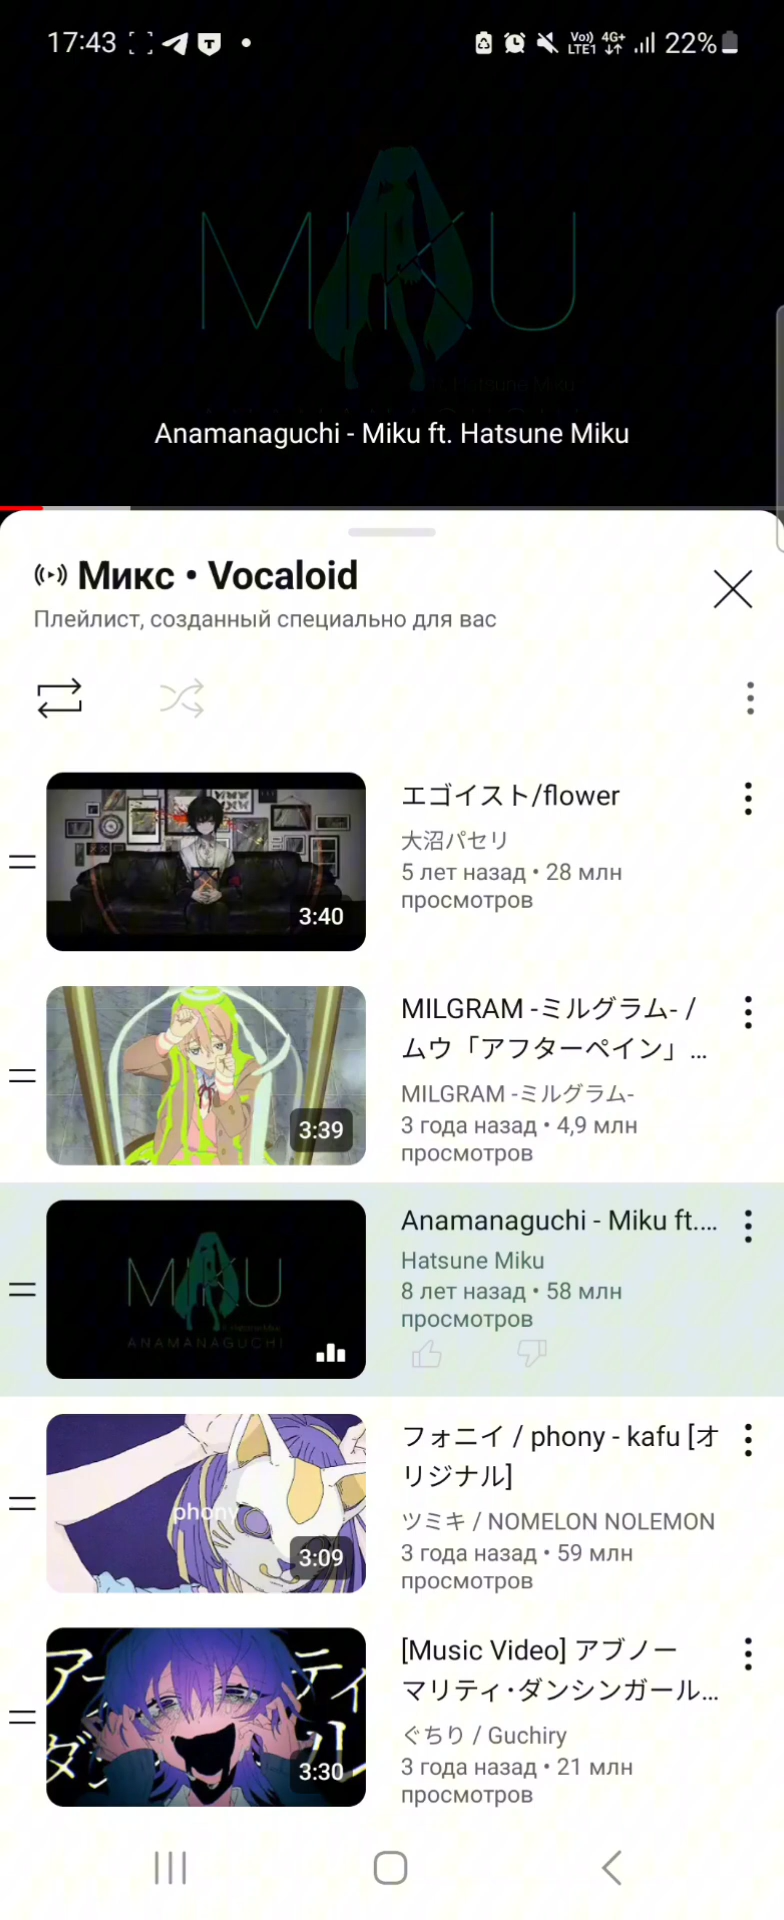 17:43
Vo)) 4G+ 22%
LTE1
MIKU
Anamanaguchi - Miku ft. Hatsune Miku
Микс • Vocaloid
Плейлист, созданный специально для вас
エゴイスト/flower
大沼パセリ
5 лет назад • 28 млн
просмотров
3:40
MILGRAM -ミルグラム- /
ムウ「アフターペイン」...
MILGRAM -ミルグラム-
3 года назад • 4,9 млн
просмотров
3:39
Anamanaguchi - Miku ft....
Hatsune Miku
8 лет назад • 58 млн
просмотров
MIKU
ANAMANAGUCHI
フォニイ / phony - kafu [オ
リジナル]
ツミキ / NOMELON NOLEMON
3 года назад • 59 млн
просмотров
phony
3:09
[Music Video] アブノー
マリティ・ダンシンガール...
ぐちり / Guchiry
3 года назад • 21 млн
просмотров
3:30